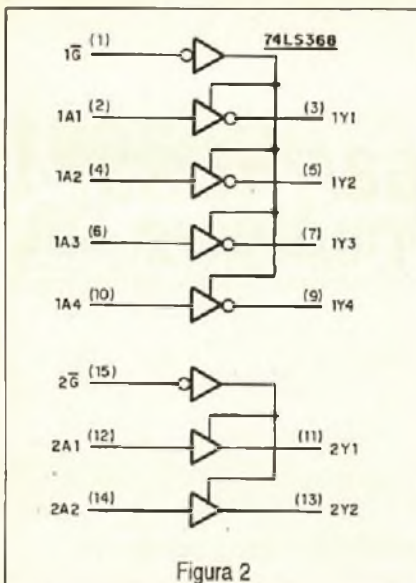 74LS368
1G̅ (1)
1A1 (2) (3) 1Y1
1A2 (4) (5) 1Y2
1A3 (6) (7) 1Y3
1A4 (10) (9) 1Y4
2G̅ (15)
2A1 (12) (11) 2Y1
2A2 (14) (13) 2Y2
Figura 2